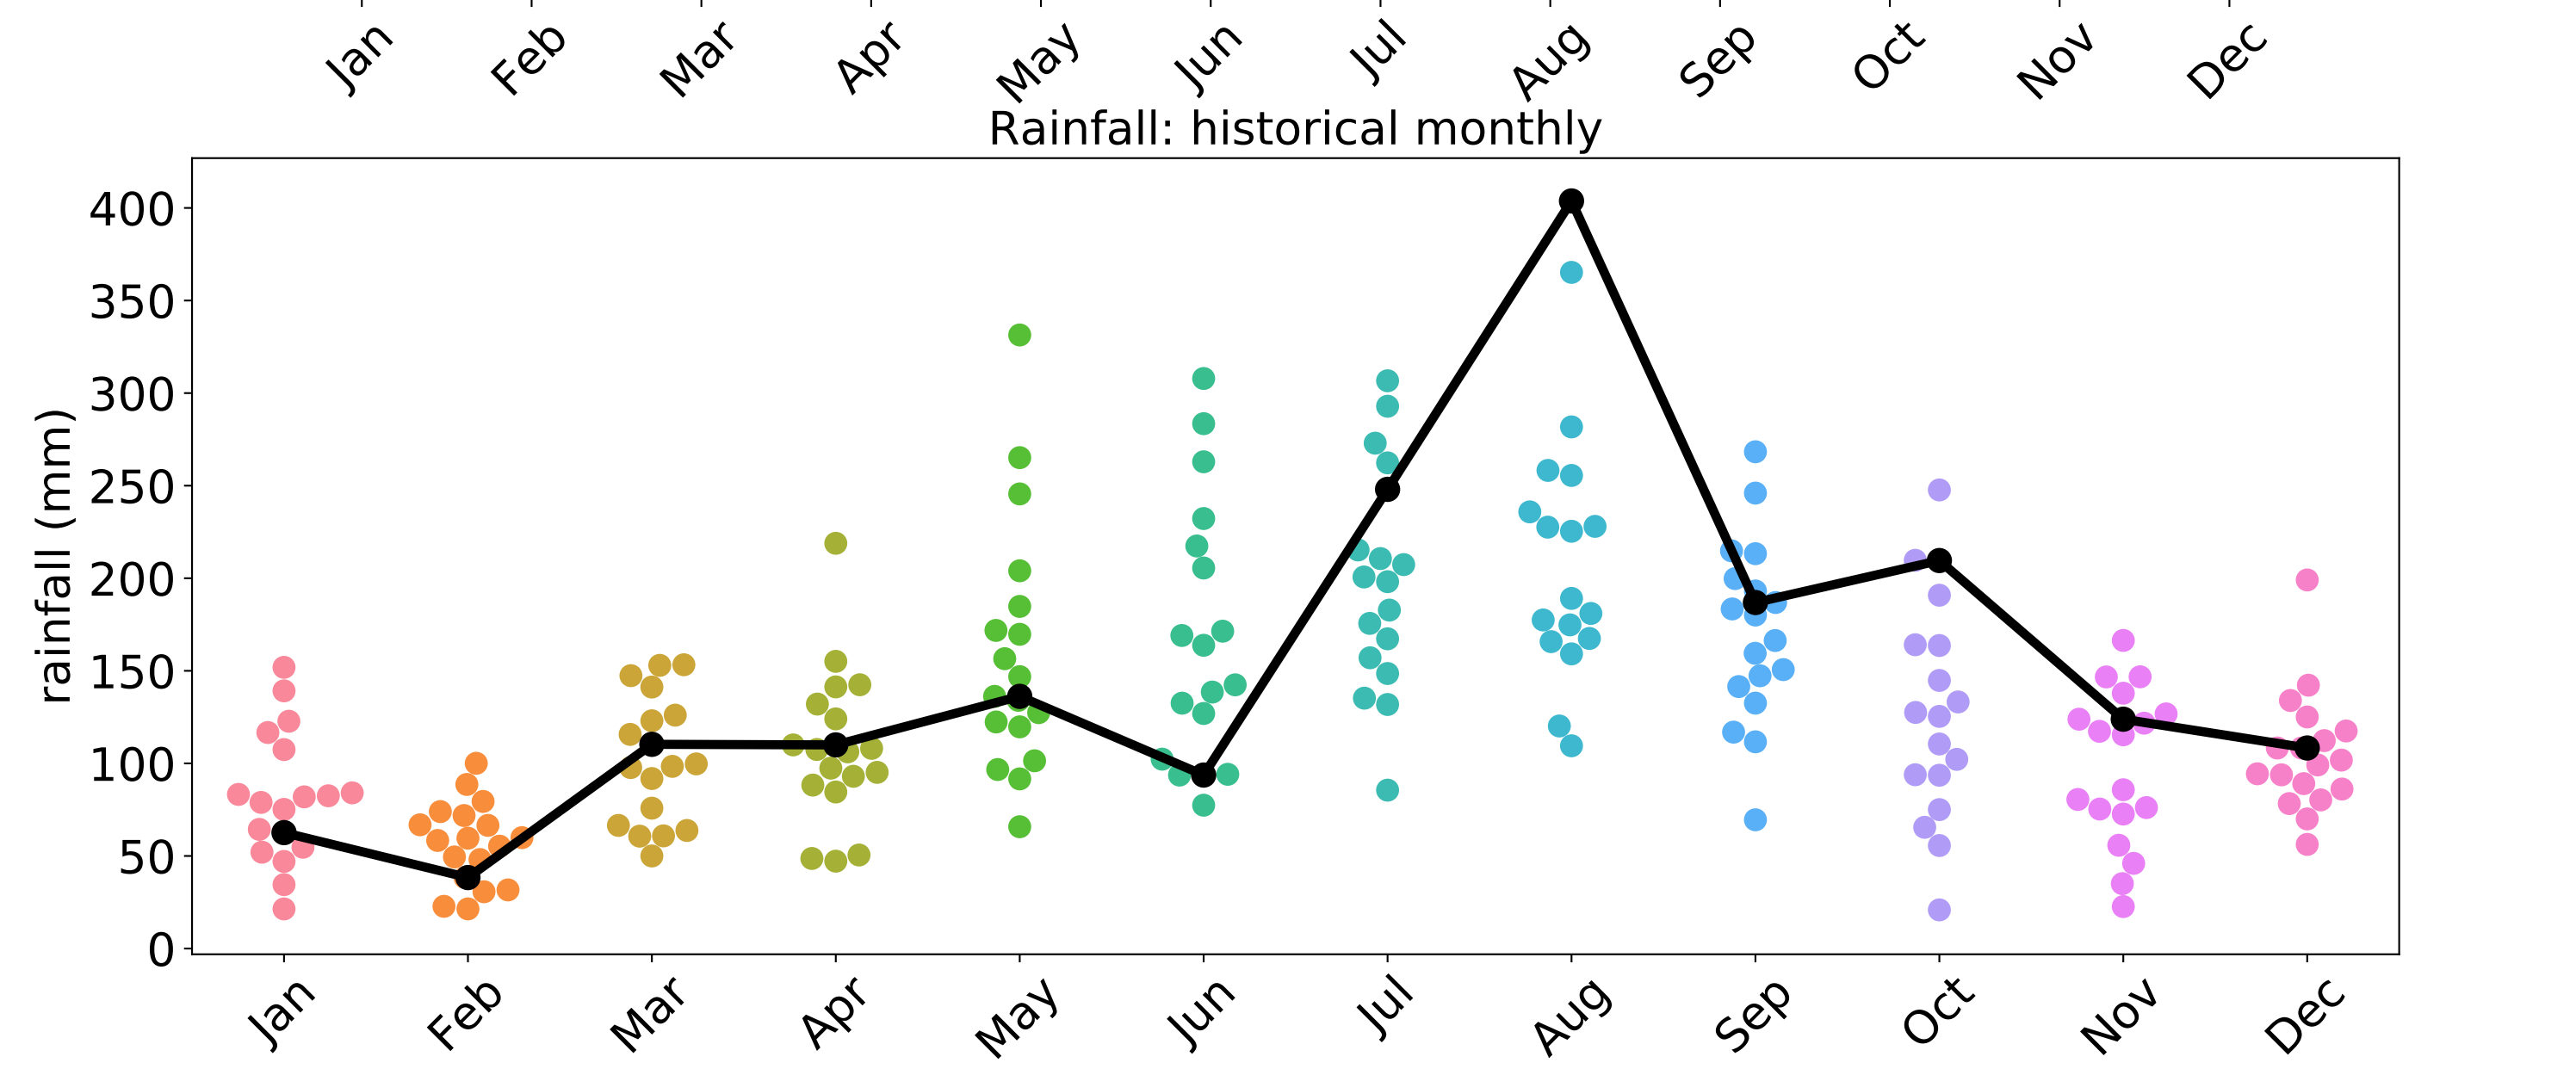 Jan Feb Mar Apr May Jun Jul Aug Sep Oct Nov Dec
Rainfall: historical monthly
rainfall (mm)
400
350
300
250
200
150
100
50
0
Jan Feb Mar Apr May Jun Jul Aug Sep Oct Nov Dec